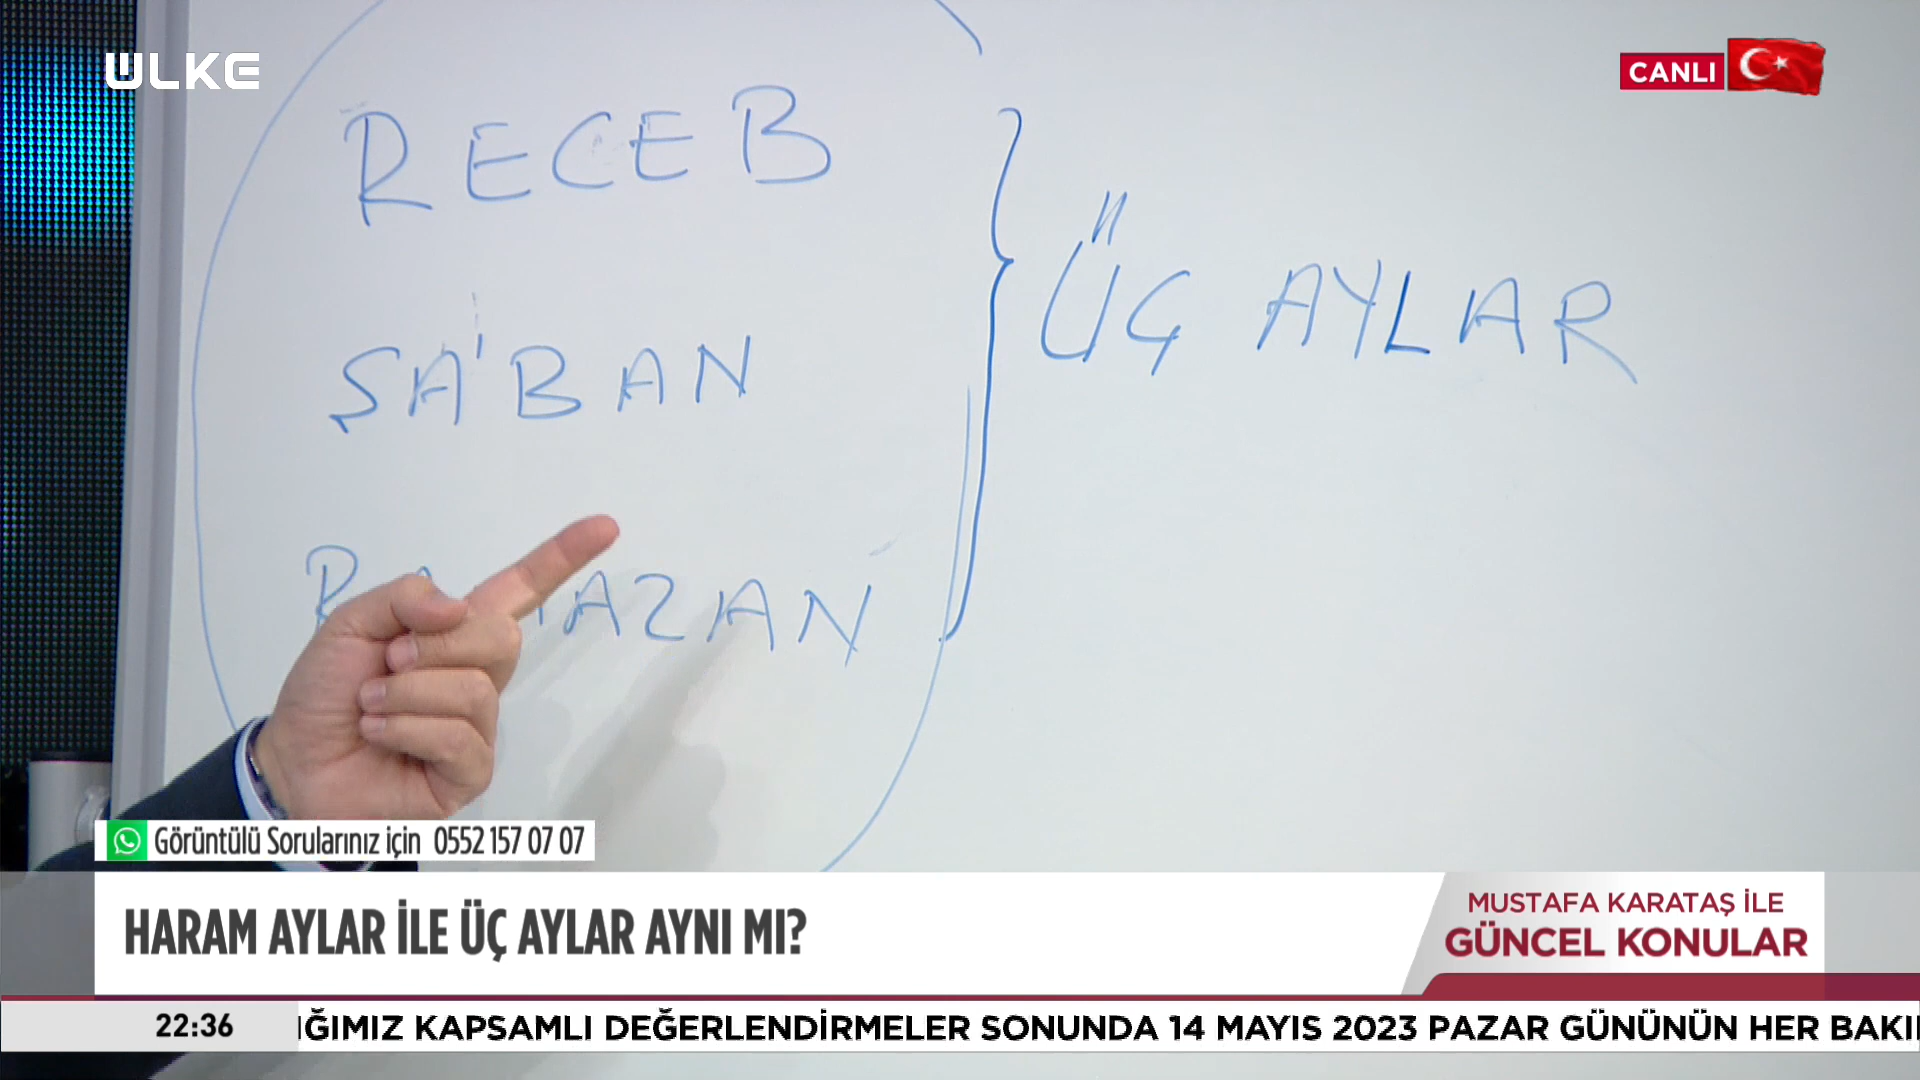 ÜLKE
CANLI
RECEB
ŞA'BAN
ÜÇ AYLAR
Görüntülü Sorularınız için 0552 157 07 07
HARAM AYLAR İLE ÜÇ AYLAR AYNI MI?
MUSTAFA KARATAŞ İLE
GÜNCEL KONULAR
22:36
IĞIMIZ KAPSAMLI DEĞERLENDİRMELER SONUNDA 14 MAYIS 2023 PAZAR GÜNÜNÜN HER BAKI